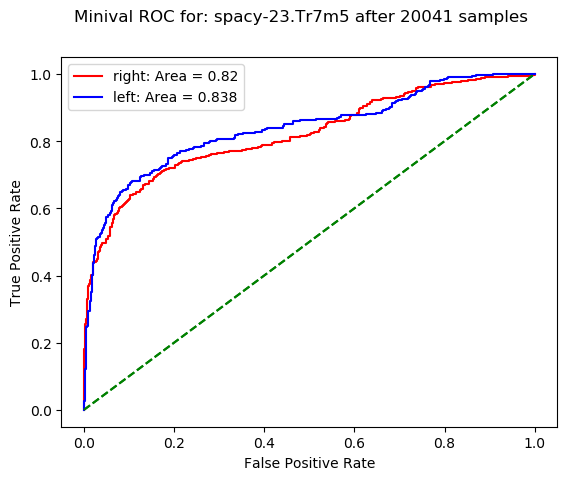 Minival ROC for: spacy-23.Tr7m5 after 20041 samples
right: Area = 0.82
left: Area = 0.838
True Positive Rate
1.0
0.8
0.6
0.4
0.2
0.0
0.0 0.2 0.4 0.6 0.8 1.0
False Positive Rate